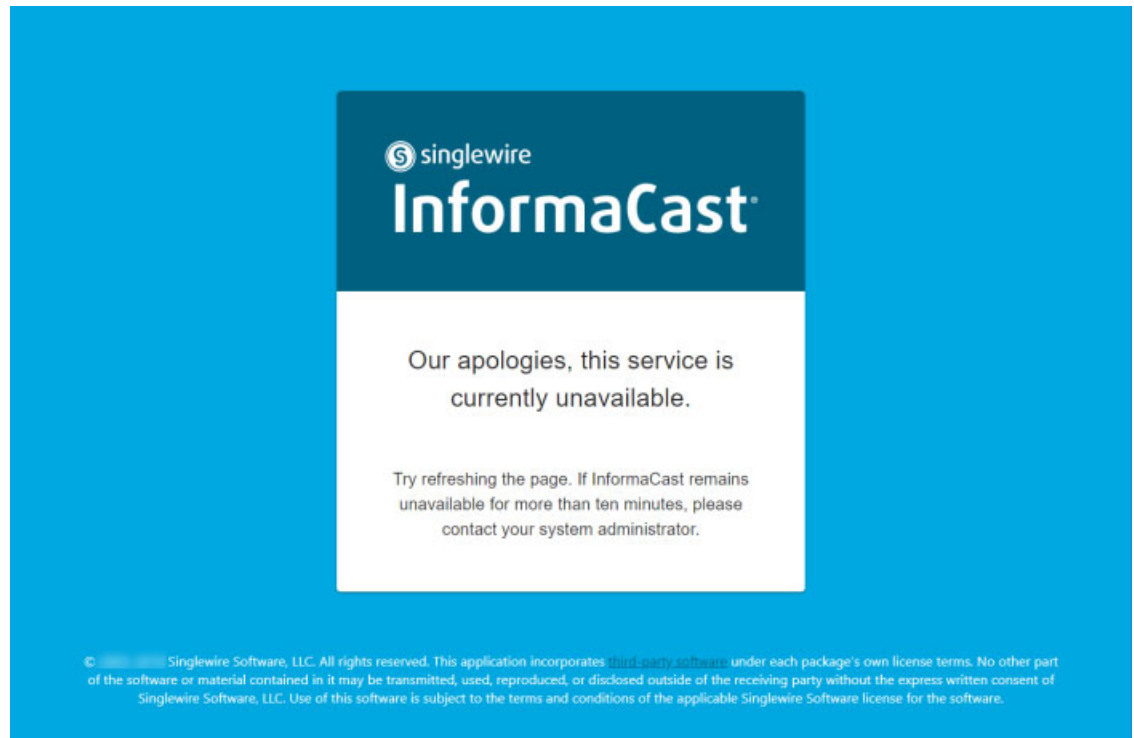 singlewire
InformaCast®
Our apologies, this service is
currently unavailable.
Try refreshing the page. If InformaCast remains
unavailable for more than ten minutes, please
contact your system administrator.
© Singlewire Software, LLC. All rights reserved. This application incorporates third-party software under each package's own license terms. No other part
of the software or material contained in it may be transmitted, used, reproduced, or disclosed outside of the receiving party without the express written consent of
Singlewire Software, LLC. Use of this software is subject to the terms and conditions of the applicable Singlewire Software license for the software.